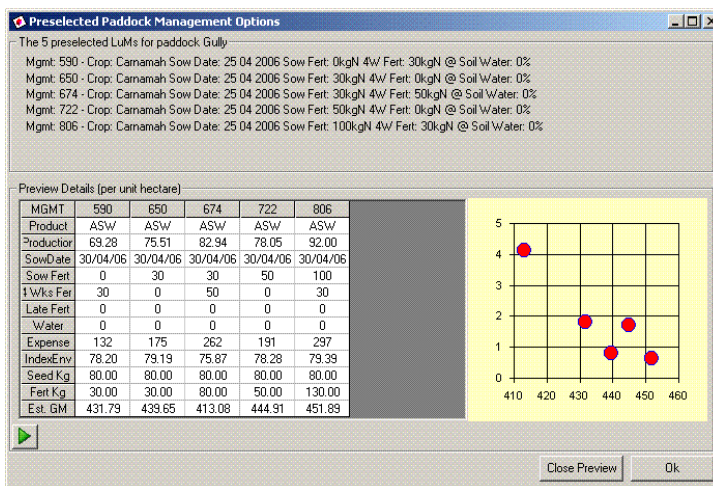 Preselected Paddock Management Options
The 5 preselected LuMs for paddock Gully
Mgmt: 590 - Crop: Carnamah Sow Date: 25 04 2006 Sow Fert: 0kgN 4W Fert: 30kgN @ Soil Water: 0%
Mgmt: 650 - Crop: Carnamah Sow Date: 25 04 2006 Sow Fert: 30kgN 4W Fert: 0kgN @ Soil Water: 0%
Mgmt: 674 - Crop: Carnamah Sow Date: 25 04 2006 Sow Fert: 30kgN 4W Fert: 50kgN @ Soil Water: 0%
Mgmt: 722 - Crop: Carnamah Sow Date: 25 04 2006 Sow Fert: 50kgN 4W Fert: 0kgN @ Soil Water: 0%
Mgmt: 806 - Crop: Carnamah Sow Date: 25 04 2006 Sow Fert: 100kgN 4W Fert: 30kgN @ Soil Water: 0%
Preview Details (per unit hectare)
MGMT 590 650 674 722 806
Product ASW ASW ASW ASW ASW
Production 69.28 75.51 82.94 78.05 92.00
SowDate 30/04/06 30/04/06 30/04/06 30/04/06 30/04/06
Sow Fert 0 30 30 50 100
4 Wks Fer 30 0 50 0 30
Late Fert 0 0 0 0 0
Water 0 0 0 0 0
Expense 132 175 262 191 297
IndexEnv 78.20 79.19 75.87 78.28 79.39
Seed Kg 80.00 80.00 80.00 80.00 80.00
Fert Kg 30.00 30.00 80.00 50.00 130.00
Est. GM 431.79 439.65 413.08 444.91 451.89
5
4
3
2
1
0
410 420 430 440 450 460
Close Preview Ok